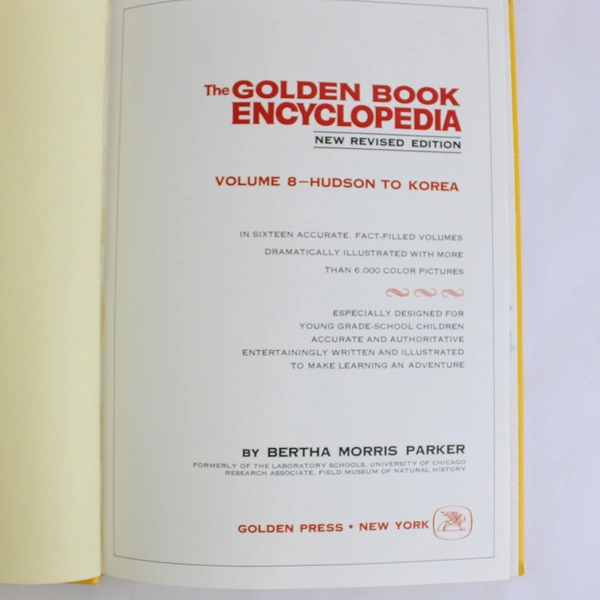 The GOLDEN BOOK
ENCYCLOPEDIA
NEW REVISED EDITION
VOLUME 8—HUDSON TO KOREA
IN SIXTEEN ACCURATE, FACT-FILLED VOLUMES
DRAMATICALLY ILLUSTRATED WITH MORE
THAN 6,000 COLOR PICTURES
ESPECIALLY DESIGNED FOR
YOUNG GRADE-SCHOOL CHILDREN
ACCURATE AND AUTHORITATIVE
ENTERTAININGLY WRITTEN AND ILLUSTRATED
TO MAKE LEARNING AN ADVENTURE
BY BERTHA MORRIS PARKER
FORMERLY OF THE LABORATORY SCHOOLS, UNIVERSITY OF CHICAGO
RESEARCH ASSOCIATE, FIELD MUSEUM OF NATURAL HISTORY
GOLDEN PRESS • NEW YORK